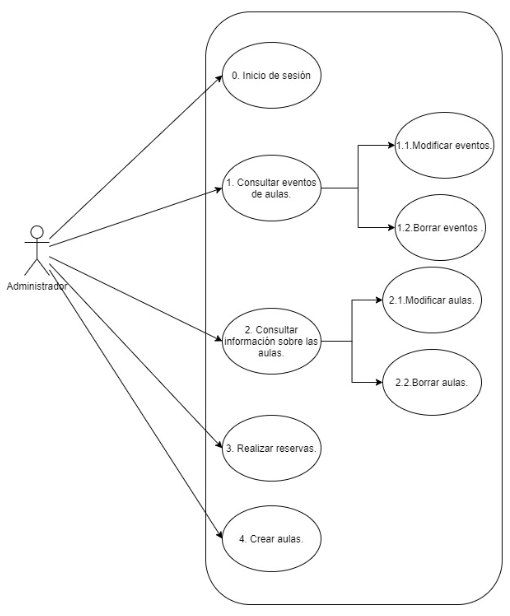 0. Inicio de sesión
1.1.Modificar eventos.
1. Consultar eventos
de aulas.
1.2.Borrar eventos .
Administrador
2.1.Modificar aulas.
2. Consultar
información sobre las
aulas.
2.2.Borrar aulas.
3. Realizar reservas.
4. Crear aulas.